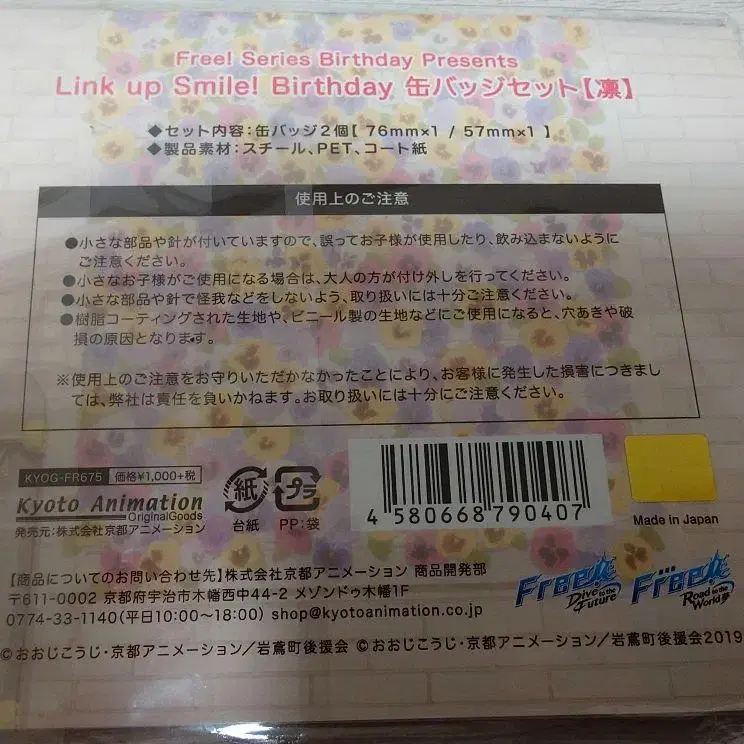 Free! Series Birthday Presents
Link up Smile! Birthday 缶バッジセット【凛】
◆セット内容:缶バッジ2個【 76mm×1 / 57mm×1 】
◆製品素材:スチール、PET、コート紙
使用上のご注意
●小さな部品や針が付いていますので、誤ってお子様が使用したり、飲み込まないように
ご注意ください。
●小さなお子様がご使用になる場合は、大人の方が付け外しを行ってください。
●小さな部品や針で怪我などをしないよう、取り扱いには十分ご注意ください。
●樹脂コーティングされた生地や、ビニール製の生地などにご使用になると、穴あきや破
損の原因となります。
※使用上のご注意をお守りいただかなかったことにより、お客様に発生した損害につきまし
ては、弊社は責任を負いかねます。お取り扱いには十分にご注意ください。
KYOG-FR675 価格¥1,000+税
Kyoto Animation
OriginalGoods
発売元:株式会社京都アニメーション
紙
台紙
プラ
PP:袋
4 580668 790407
Made in Japan
【商品についてのお問い合わせ先】株式会社京都アニメーション 商品開発部
〒611-0002 京都府宇治市木幡西中44-2 メゾンドゥ木幡1F
0774-33-1140(平日10:00~18:00) shop@kyotoanimation.co.jp
Free!
Dive to the Future
Free!
Road to the World 夢
©おおじこうじ・京都アニメーション/岩鳶町後援会 ©おおじこうじ・京都アニメーション/岩鳶町後援会2019